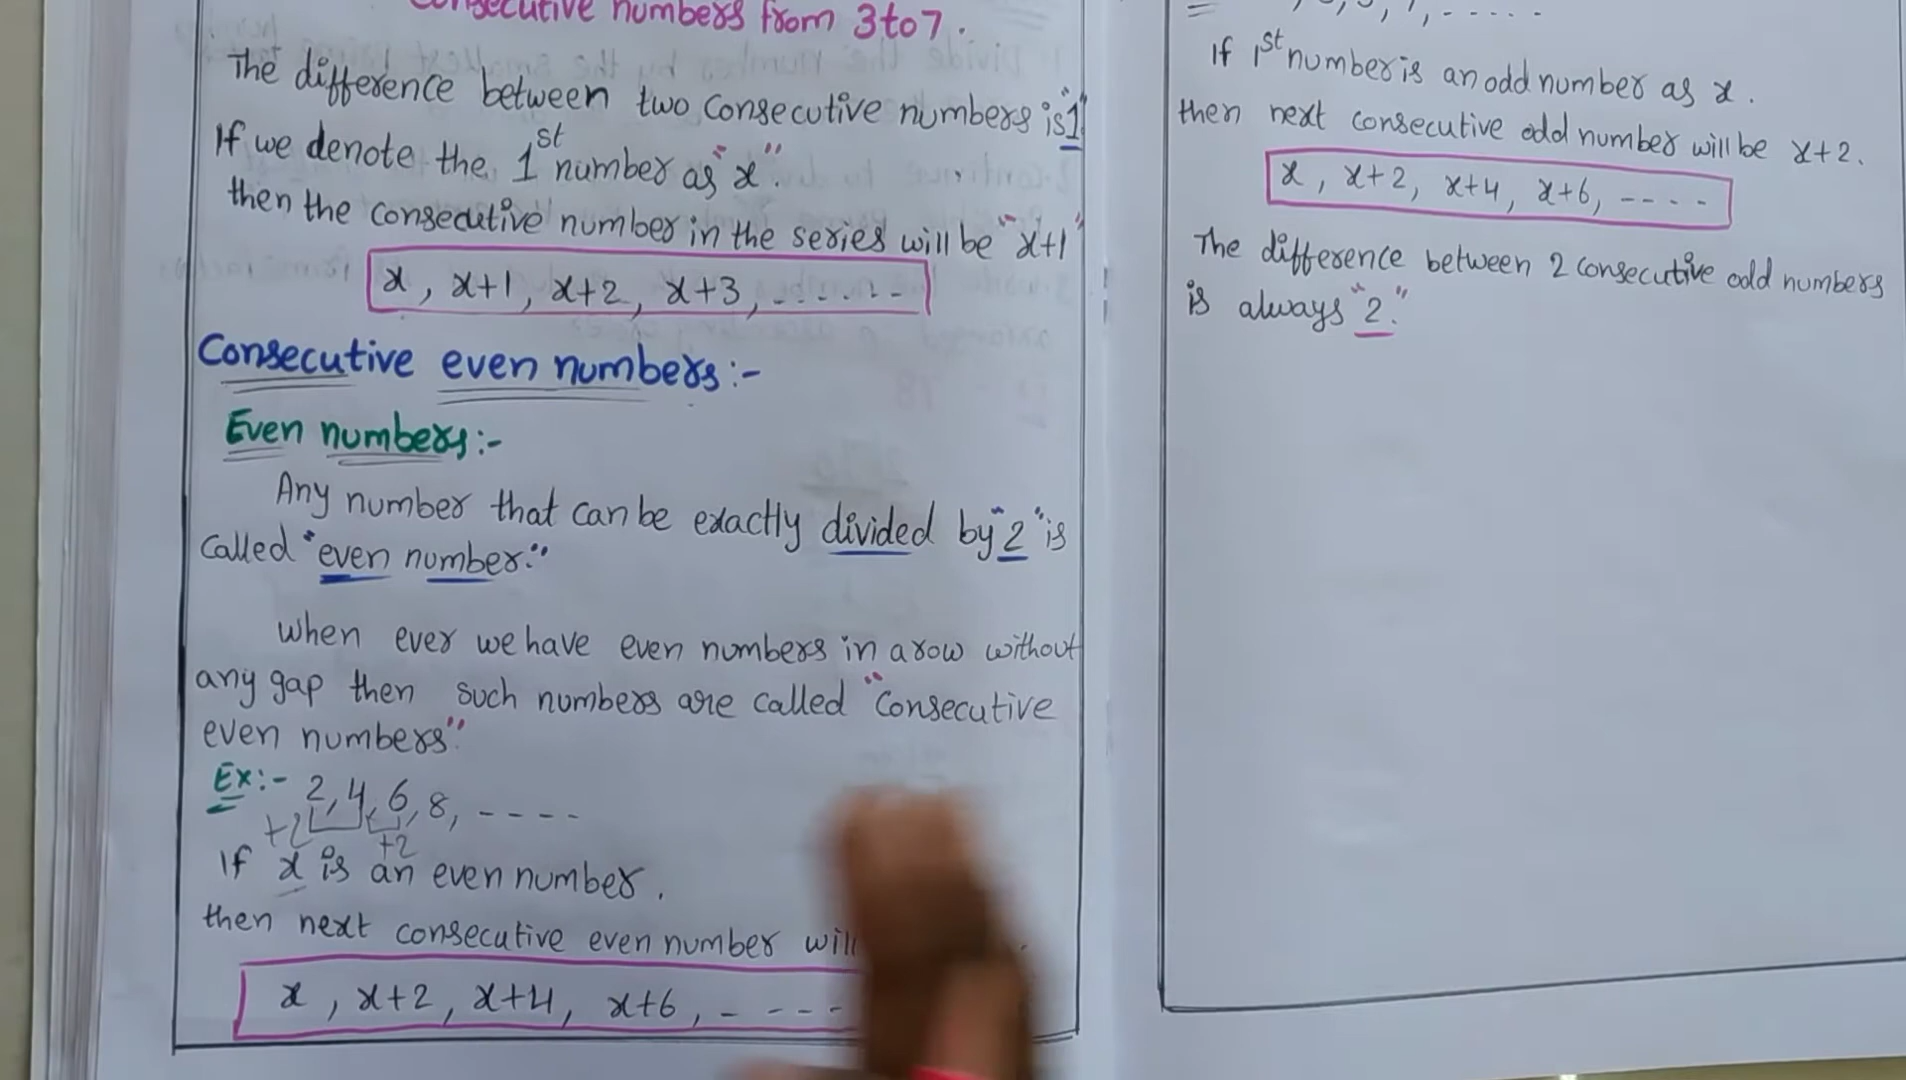 Consecutive numbers from 3 to 7.
The difference between two consecutive numbers is "1"
If we denote the 1st number as "x".
then the consecutive number in the series will be "x+1"
x, x+1, x+2, x+3, ......
Consecutive even numbers:-
Even numbers:-
Any number that can be exactly divided by "2" is
called "even number."
when ever we have even numbers in a row without
any gap then such numbers are called "Consecutive
even numbers"
Ex:- 2, 4, 6, 8, ----
+2 +2
If x is an even number.
then next consecutive even number will
x, x+2, x+4, x+6, ----
If 1st number is an odd number as x.
then next consecutive odd number will be x+2.
x, x+2, x+4, x+6, ----
The difference between 2 consecutive odd numbers
is always "2."